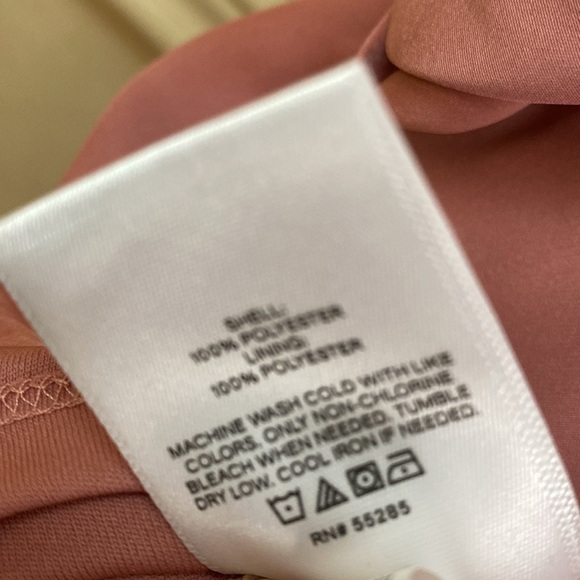 SHELL:
100% POLYESTER
LINING:
100% POLYESTER
MACHINE WASH COLD WITH LIKE
COLORS. ONLY NON-CHLORINE
BLEACH WHEN NEEDED. TUMBLE
DRY LOW. COOL IRON IF NEEDED.
RN# 55285